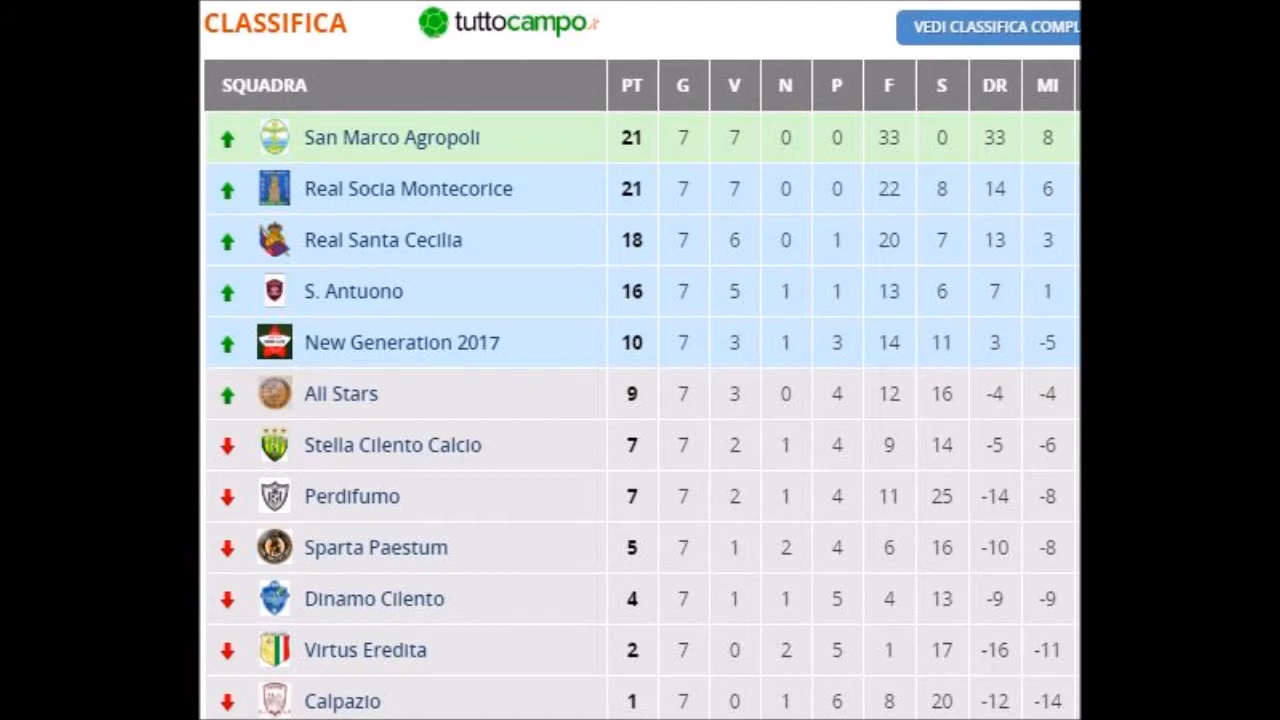 CLASSIFICA tuttocampo.it VEDI CLASSIFICA COMPL
SQUADRA PT G V N P F S DR MI
San Marco Agropoli 21 7 7 0 0 33 0 33 8
Real Socia Montecorice 21 7 7 0 0 22 8 14 6
Real Santa Cecilia 18 7 6 0 1 20 7 13 3
S. Antuono 16 7 5 1 1 13 6 7 1
New Generation 2017 10 7 3 1 3 14 11 3 -5
All Stars 9 7 3 0 4 12 16 -4 -4
Stella Cilento Calcio 7 7 2 1 4 9 14 -5 -6
Perdifumo 7 7 2 1 4 11 25 -14 -8
Sparta Paestum 5 7 1 2 4 6 16 -10 -8
Dinamo Cilento 4 7 1 1 5 4 13 -9 -9
Virtus Eredita 2 7 0 2 5 1 17 -16 -11
Calpazio 1 7 0 1 6 8 20 -12 -14